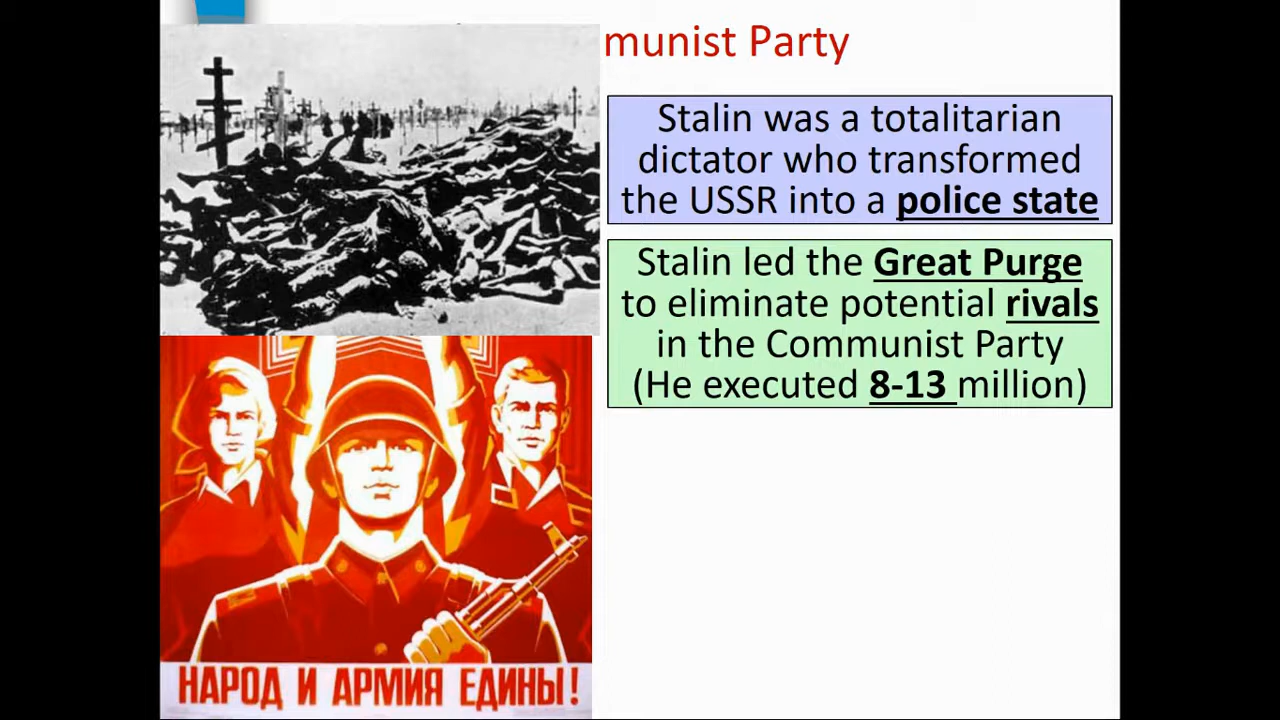 munist Party
Stalin was a totalitarian
dictator who transformed
the USSR into a police state
Stalin led the Great Purge
to eliminate potential rivals
in the Communist Party
(He executed 8-13 million)
НАРОД И АРМИЯ ЕДИНЫ!